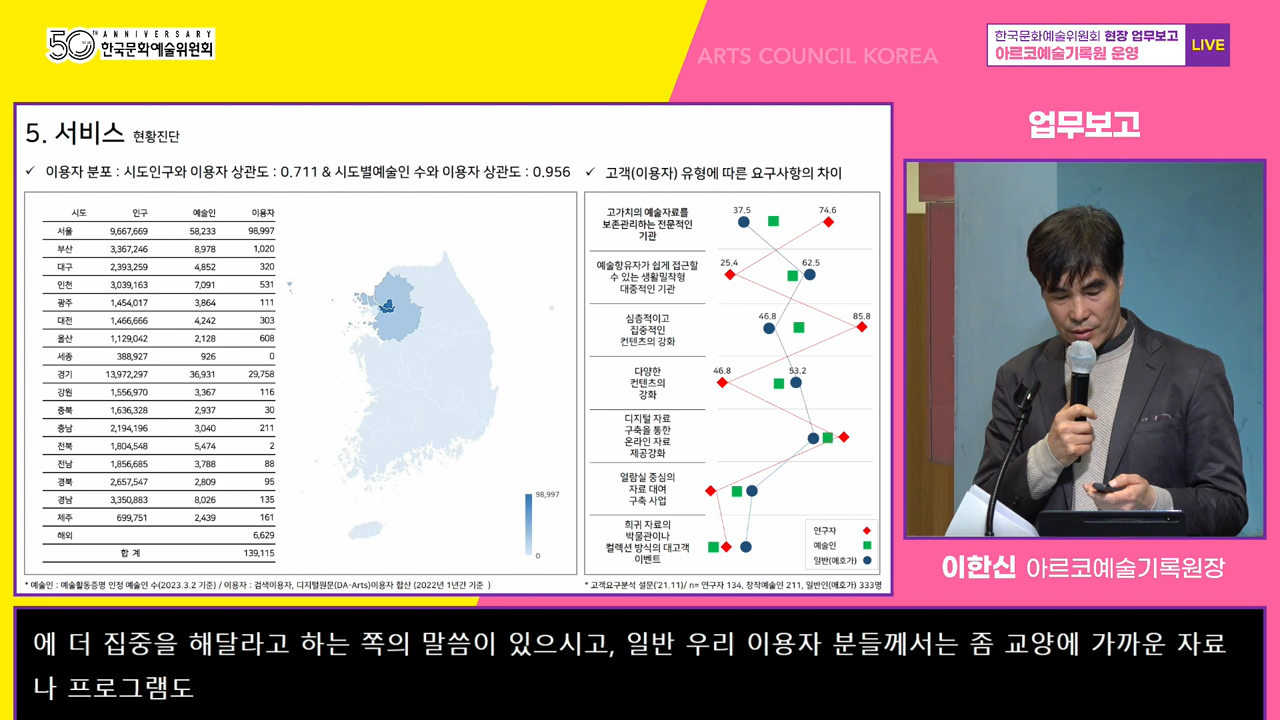 50TH ANNIVERSARY
한국문화예술위원회
ARTS COUNCIL KOREA
한국문화예술위원회 현장 업무보고
아르코예술기록원 운영
LIVE
5. 서비스 현황진단
✓ 이용자 분포 : 시도인구와 이용자 상관도 : 0.711 & 시도별예술인 수와 이용자 상관도 : 0.956
시도 인구 예술인 이용자
서울 9,667,669 58,233 98,997
부산 3,367,246 8,978 1,020
대구 2,393,259 4,852 320
인천 3,039,163 7,091 531
광주 1,454,017 3,864 111
대전 1,466,666 4,242 303
울산 1,129,042 2,128 608
세종 388,927 926 0
경기 13,972,297 36,931 29,758
강원 1,556,970 3,367 116
충북 1,636,328 2,937 30
충남 2,194,196 3,040 211
전북 1,804,548 5,474 2
전남 1,856,685 3,788 88
경북 2,657,547 2,809 95
경남 3,350,883 8,026 135
제주 699,751 2,439 161
해외 6,629
합 계 139,115
98,997
0
* 예술인 : 예술활동증명 인정 예술인 수(2023.3.2 기준) / 이용자 : 검색이용자, 디지털원문(DA-Arts)이용자 합산 (2022년 1년간 기준 )
✓ 고객(이용자) 유형에 따른 요구사항의 차이
고가치의 예술자료를
보존관리하는 전문적인
기관
37.5 74.6
예술향유자가 쉽게 접근할
수 있는 생활밀착형
대중적인 기관
25.4 62.5
심층적이고
집중적인
컨텐츠의 강화
46.8 85.8
다양한
컨텐츠의
강화
46.8 53.2
디지털 자료
구축을 통한
온라인 자료
제공강화
열람실 중심의
자료 대여
구축 사업
희귀 자료의
박물관이나
컬렉션 방식의 대고객
이벤트
연구자
예술인
일반(애호가)
* 고객요구분석 설문('21.11)/ n= 연구자 134, 창작예술인 211, 일반인(애호가) 333명
업무보고
이한신 아르코예술기록원장
에 더 집중을 해달라고 하는 쪽의 말씀이 있으시고, 일반 우리 이용자 분들께서는 좀 교양에 가까운 자료
나 프로그램도